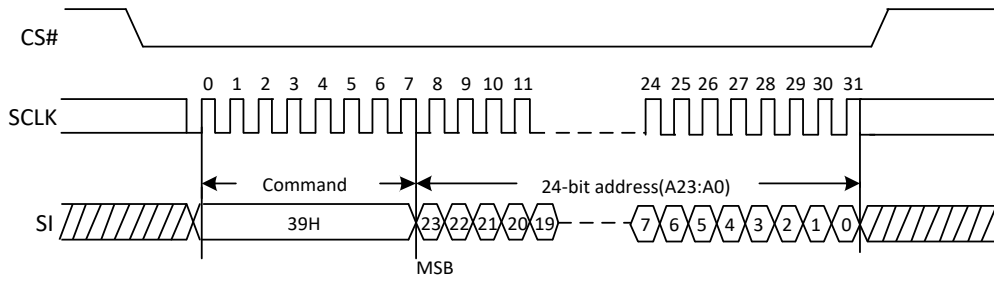 CS#
0 1 2 3 4 5 6 7 8 9 10 11 24 25 26 27 28 29 30 31
SCLK
Command 24-bit address(A23:A0)
SI 39H 23 22 21 20 19 7 6 5 4 3 2 1 0
MSB